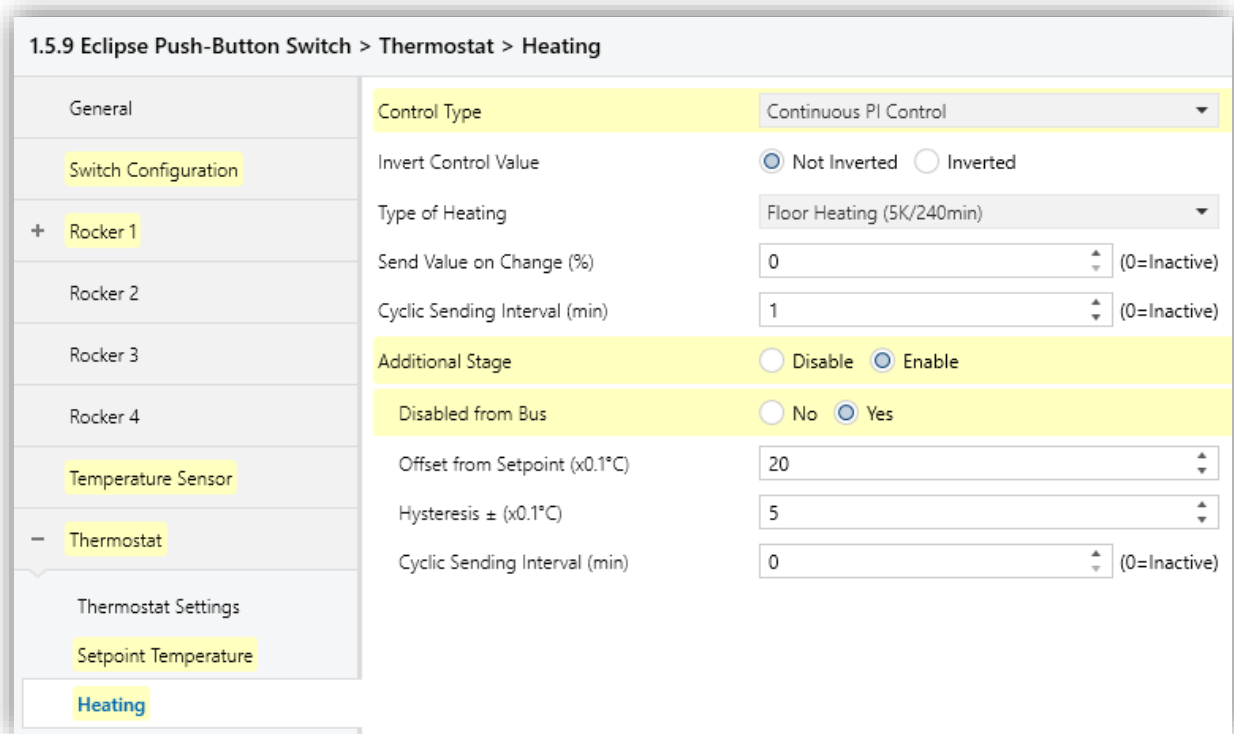 1.5.9 Eclipse Push-Button Switch > Thermostat > Heating
General
Switch Configuration
+ Rocker 1
Rocker 2
Rocker 3
Rocker 4
Temperature Sensor
− Thermostat
Thermostat Settings
Setpoint Temperature
Heating
Control Type Continuous PI Control
Invert Control Value Not Inverted Inverted
Type of Heating Floor Heating (5K/240min)
Send Value on Change (%) 0 (0=Inactive)
Cyclic Sending Interval (min) 1 (0=Inactive)
Additional Stage Disable Enable
Disabled from Bus No Yes
Offset from Setpoint (x0.1°C) 20
Hysteresis ± (x0.1°C) 5
Cyclic Sending Interval (min) 0 (0=Inactive)